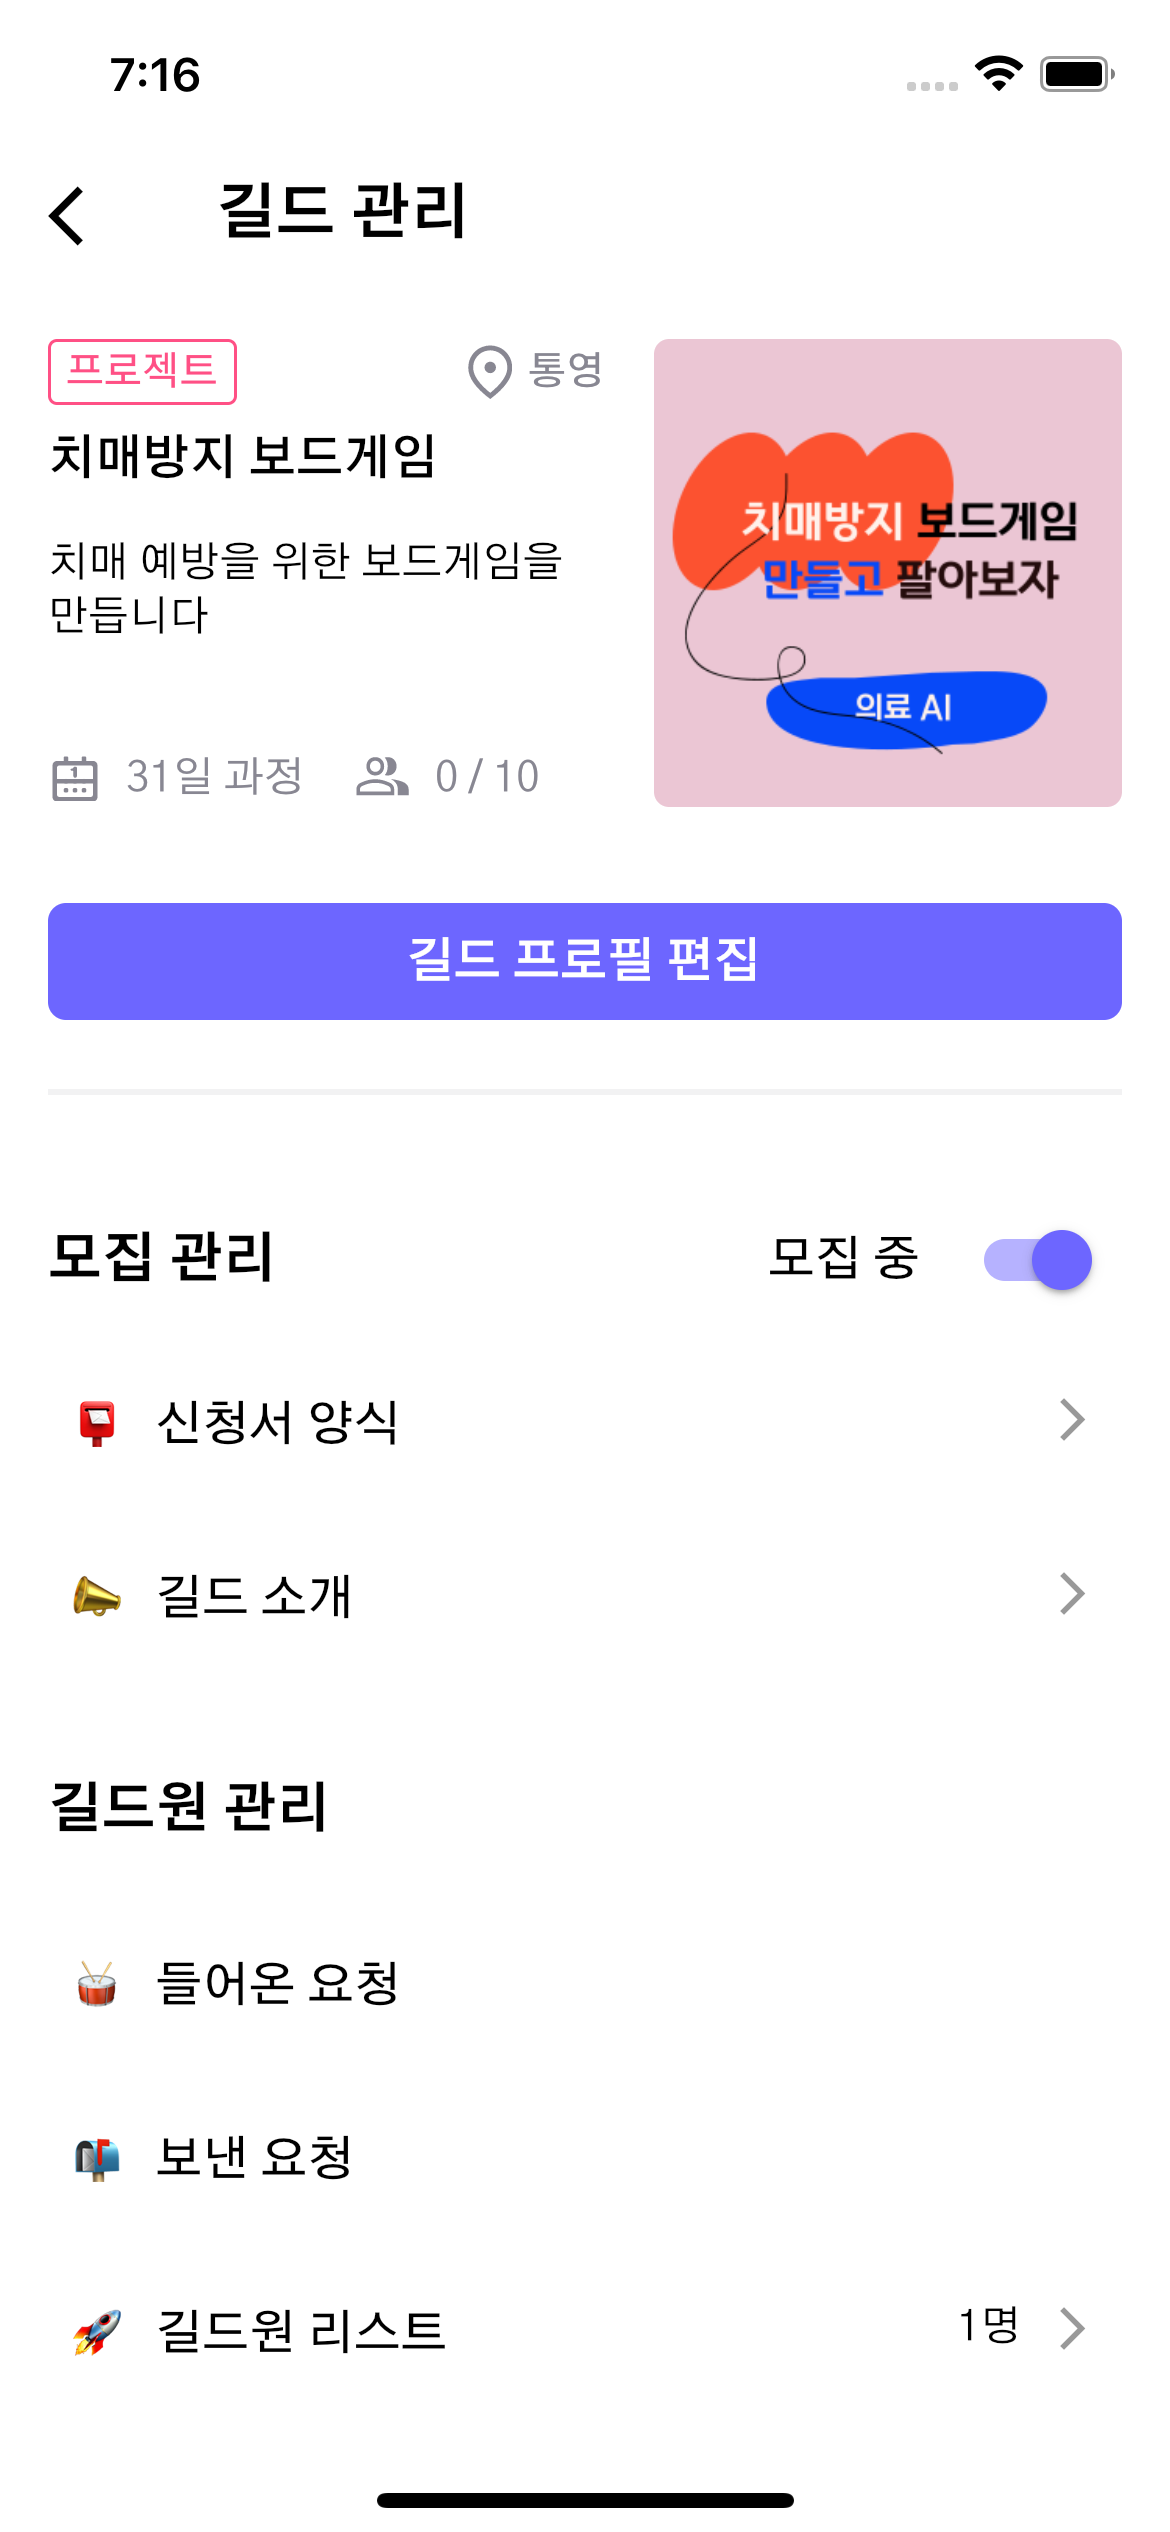 7:16
길드 관리
프로젝트
통영
치매방지 보드게임
치매 예방을 위한 보드게임을
만듭니다
31일 과정
0 / 10
치매방지 보드게임
만들고 팔아보자
의료 AI
길드 프로필 편집
모집 관리
모집 중
신청서 양식
길드 소개
길드원 관리
들어온 요청
보낸 요청
길드원 리스트
1명